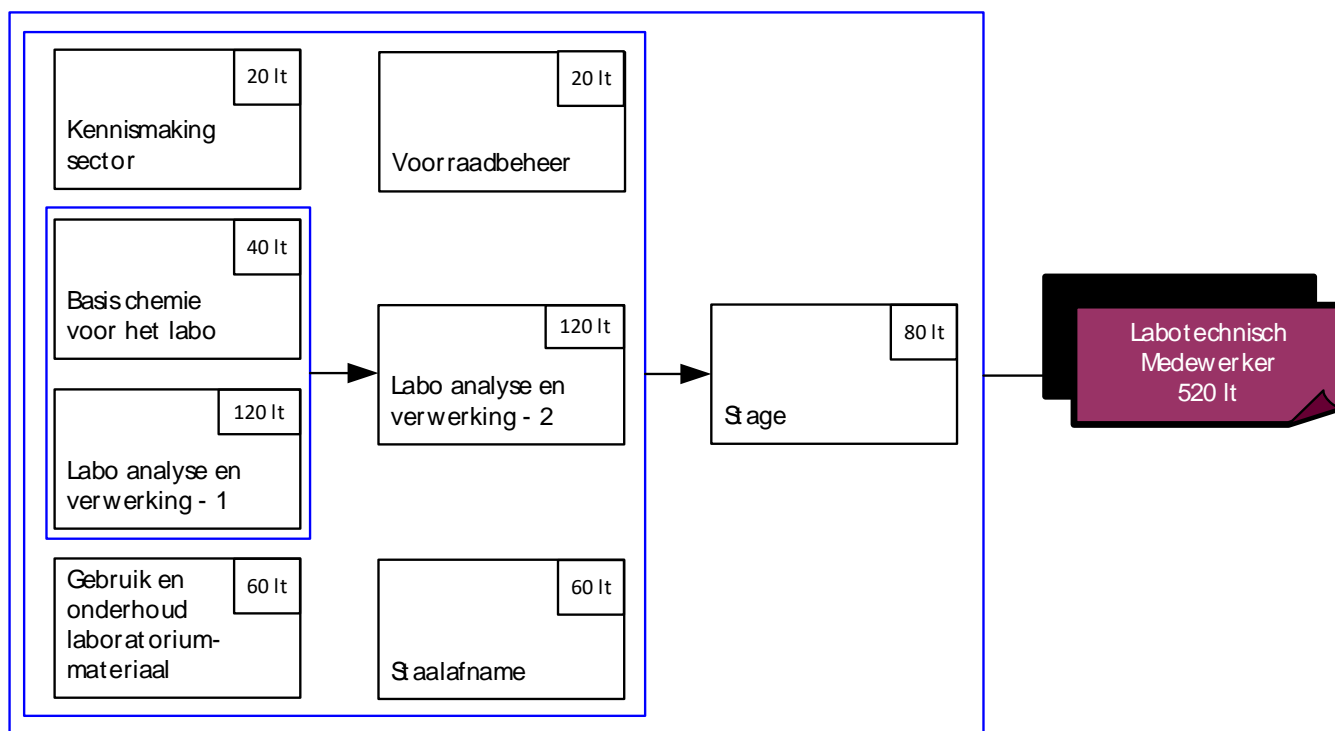 20 lt
Kennismaking
sector
20 lt
Voorraadbeheer
40 lt
Basischemie
voor het labo
120 lt
Labo analyse en
verwerking - 1
120 lt
Labo analyse en
verwerking - 2
80 lt
Stage
60 lt
Gebruik en
onderhoud
laboratorium-
materiaal
60 lt
Staalafname
Labotechnisch
Medewerker
520 lt